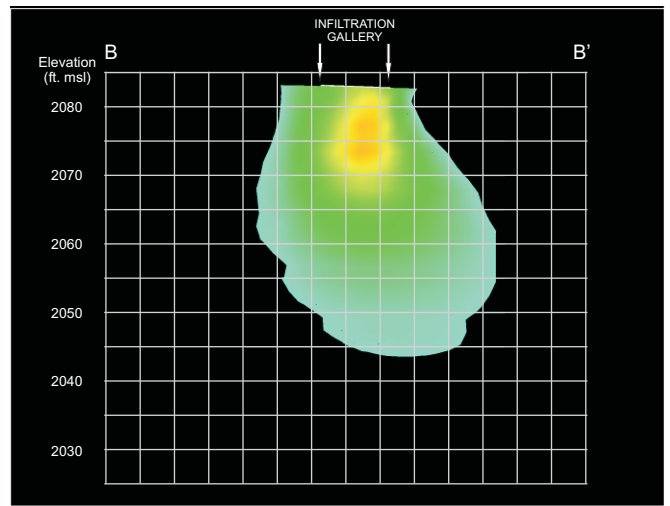 INFILTRATION
GALLERY
B
B’
Elevation
(ft. msl)
2080
2070
2060
2050
2040
2030